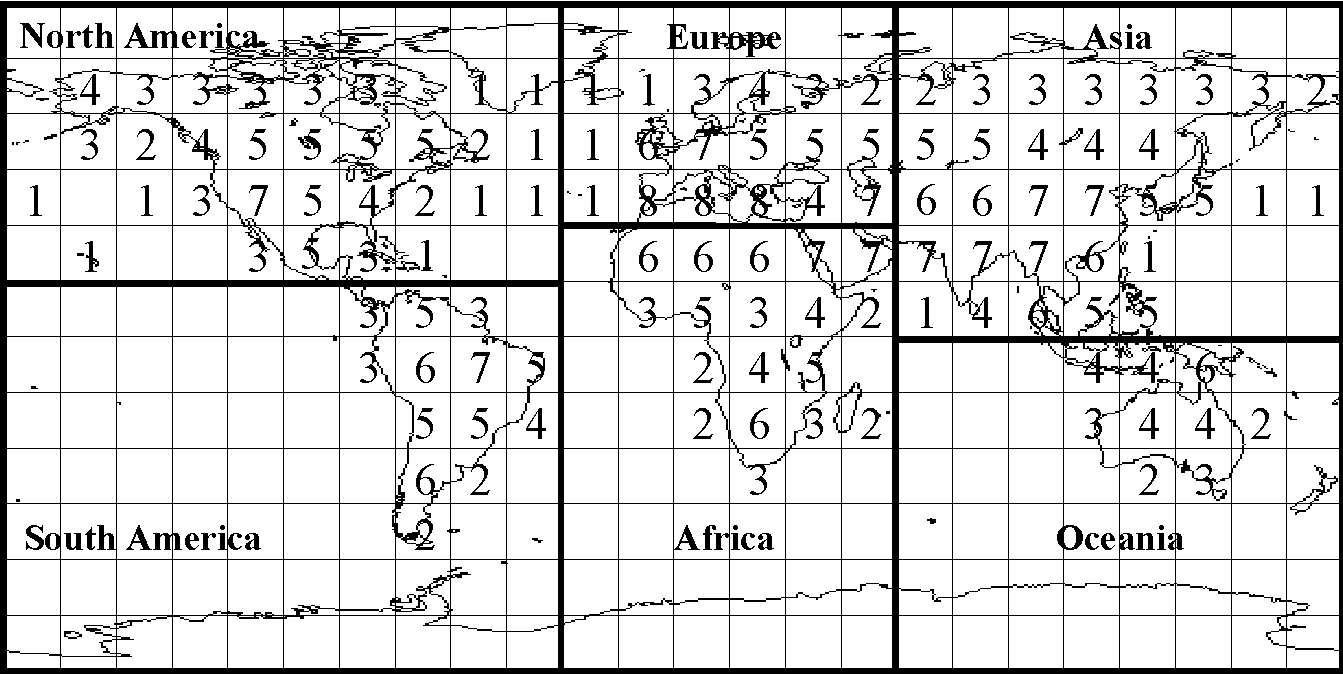 North America Europe Asia
4 3 3 3 3 3 1 1 1 1 3 4 3 2 2 3 3 3 3 3 3 2
3 2 4 5 5 5 5 2 1 1 6 7 5 5 5 5 5 4 4 4
1 1 3 7 5 4 2 1 1 1 8 8 8 4 7 6 6 7 7 5 5 1 1
1 3 5 3 1 6 6 6 7 7 7 7 7 6 1
3 5 3 3 5 3 4 2 1 4 6 5 5
3 6 7 5 2 4 5 4 4 6
5 5 4 2 6 3 2 3 4 4 2
6 2 3 2 3
South America 2 Africa Oceania